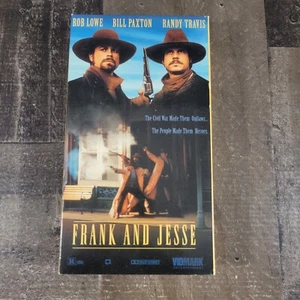 ROB LOWE BILL PAXTON RANDY TRAVIS
The Civil War Made Them Outlaws...
The People Made Them Heroes.
FRANK AND JESSE
VIDMARK